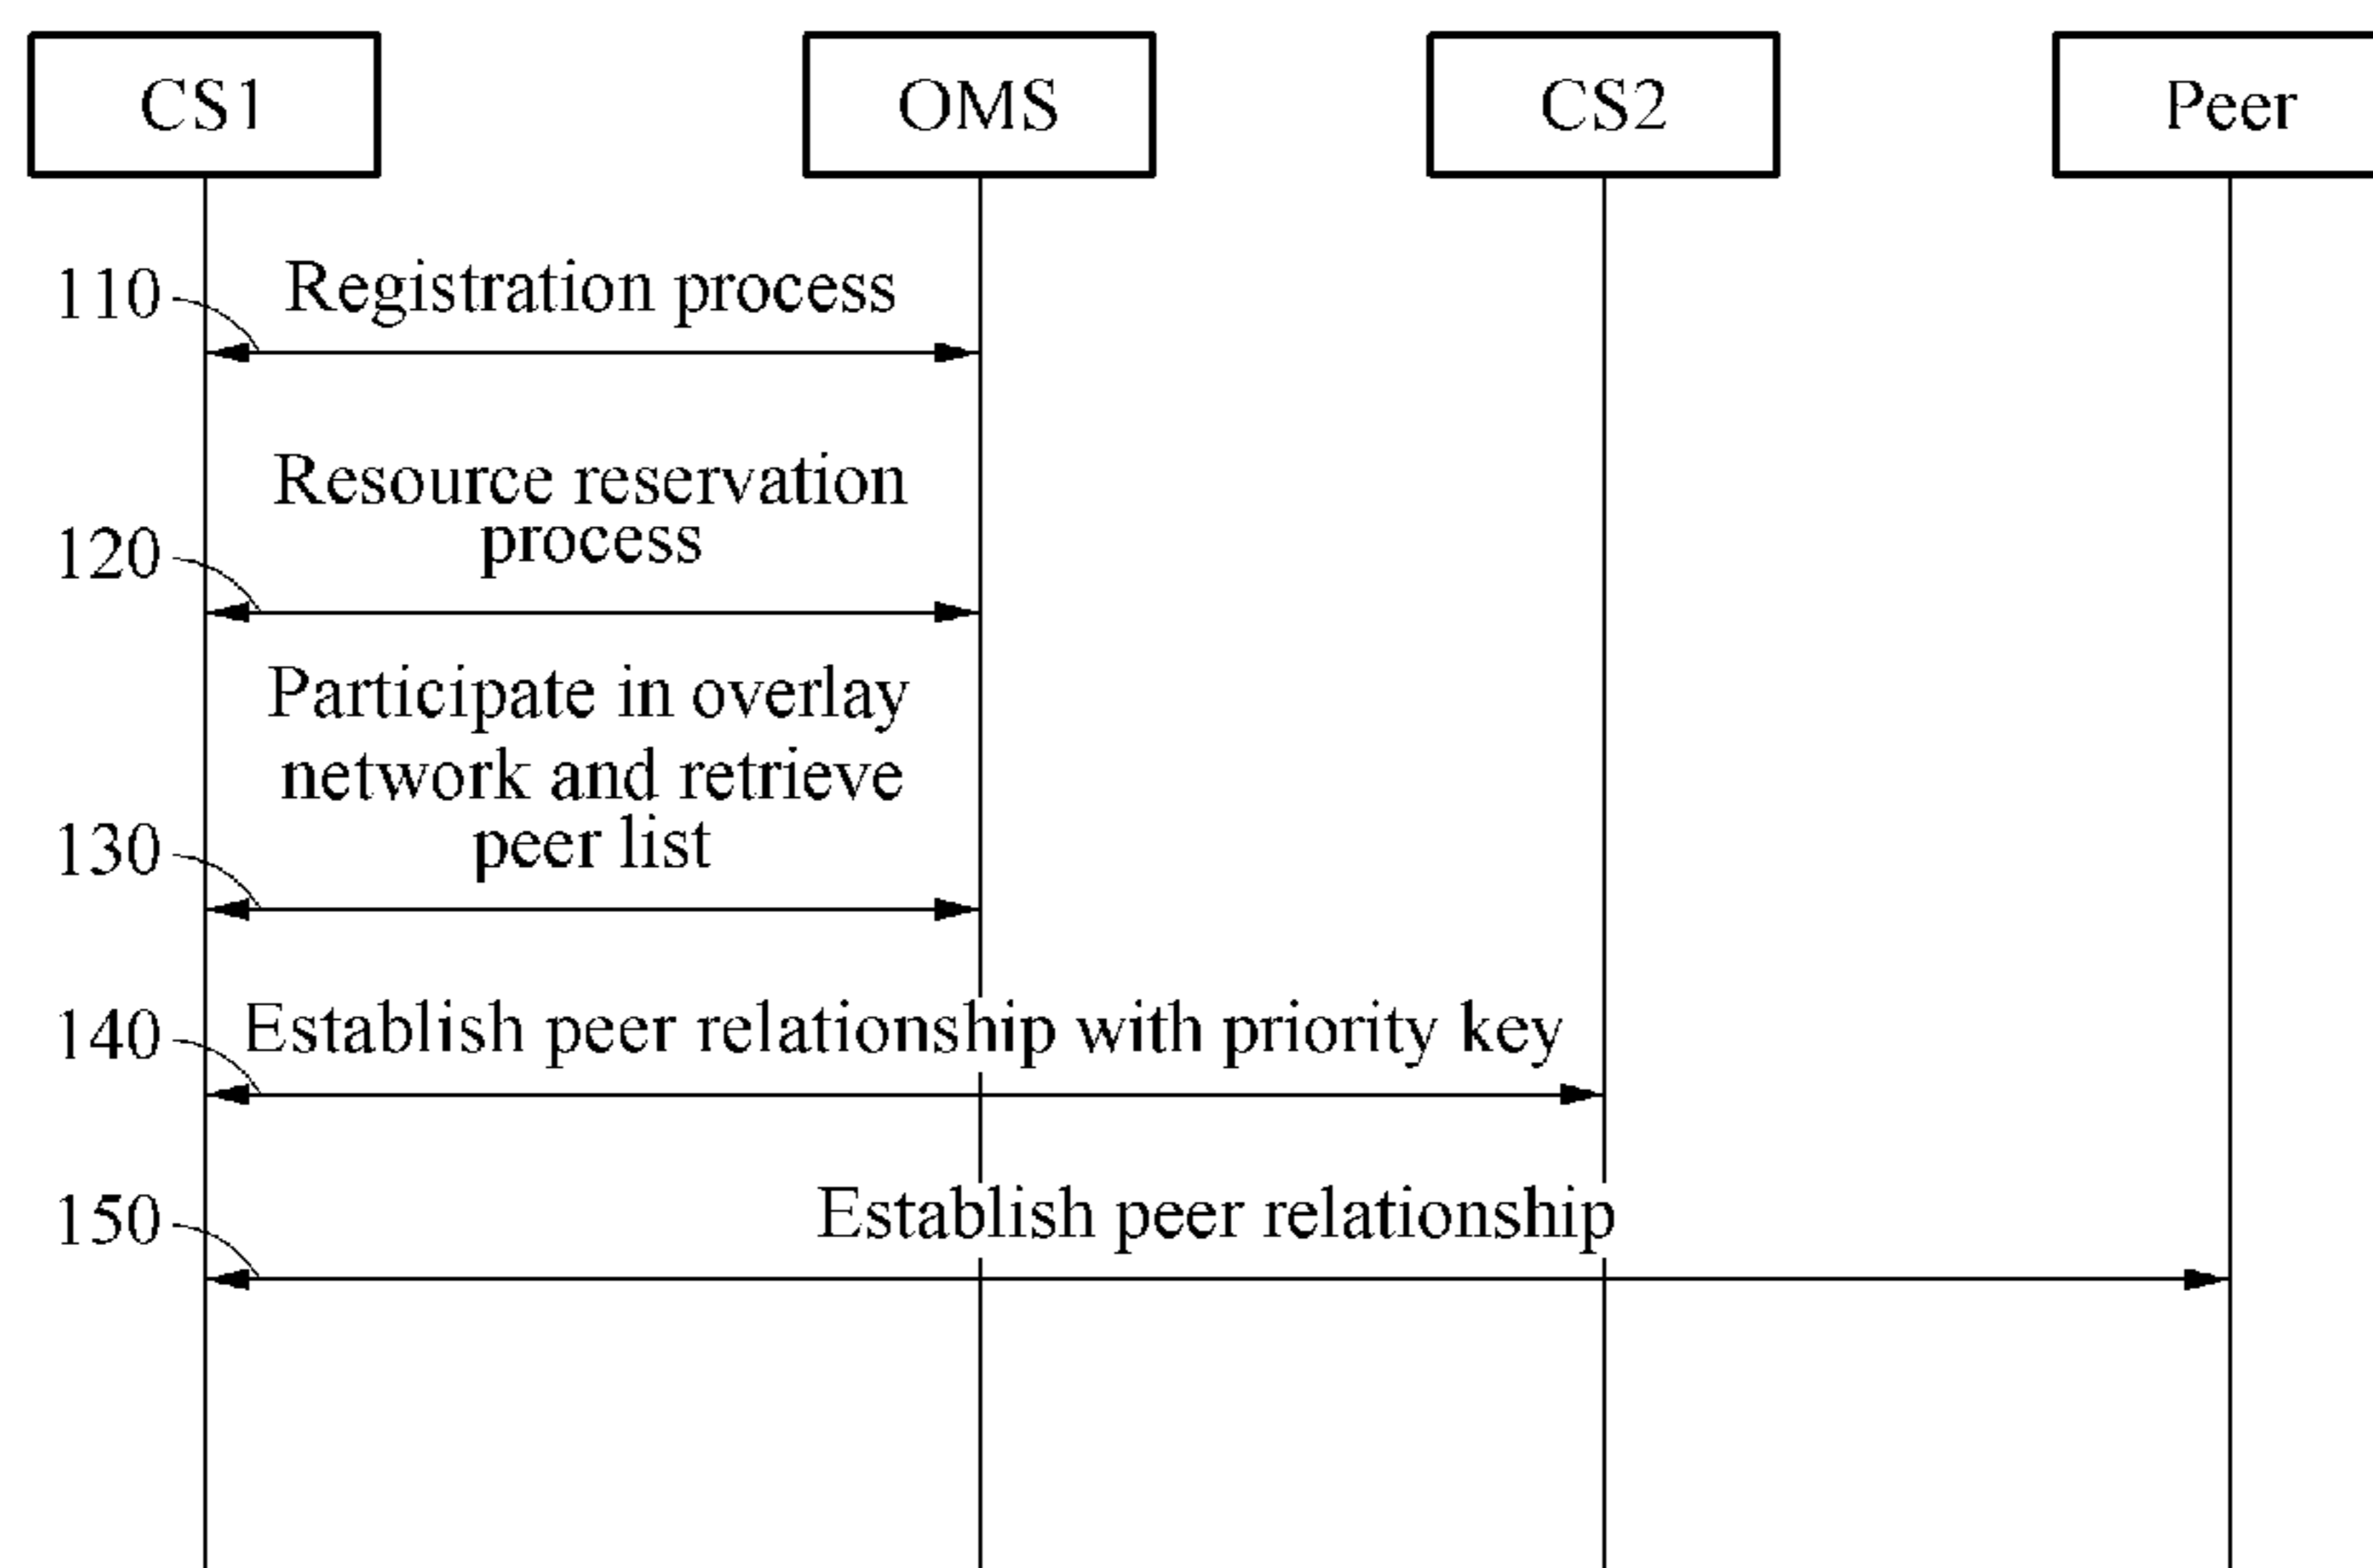 CS1 OMS CS2 Peer
110 Registration process
Resource reservation
120 process
Participate in overlay
network and retrieve
130 peer list
140 Establish peer relationship with priority key
150 Establish peer relationship